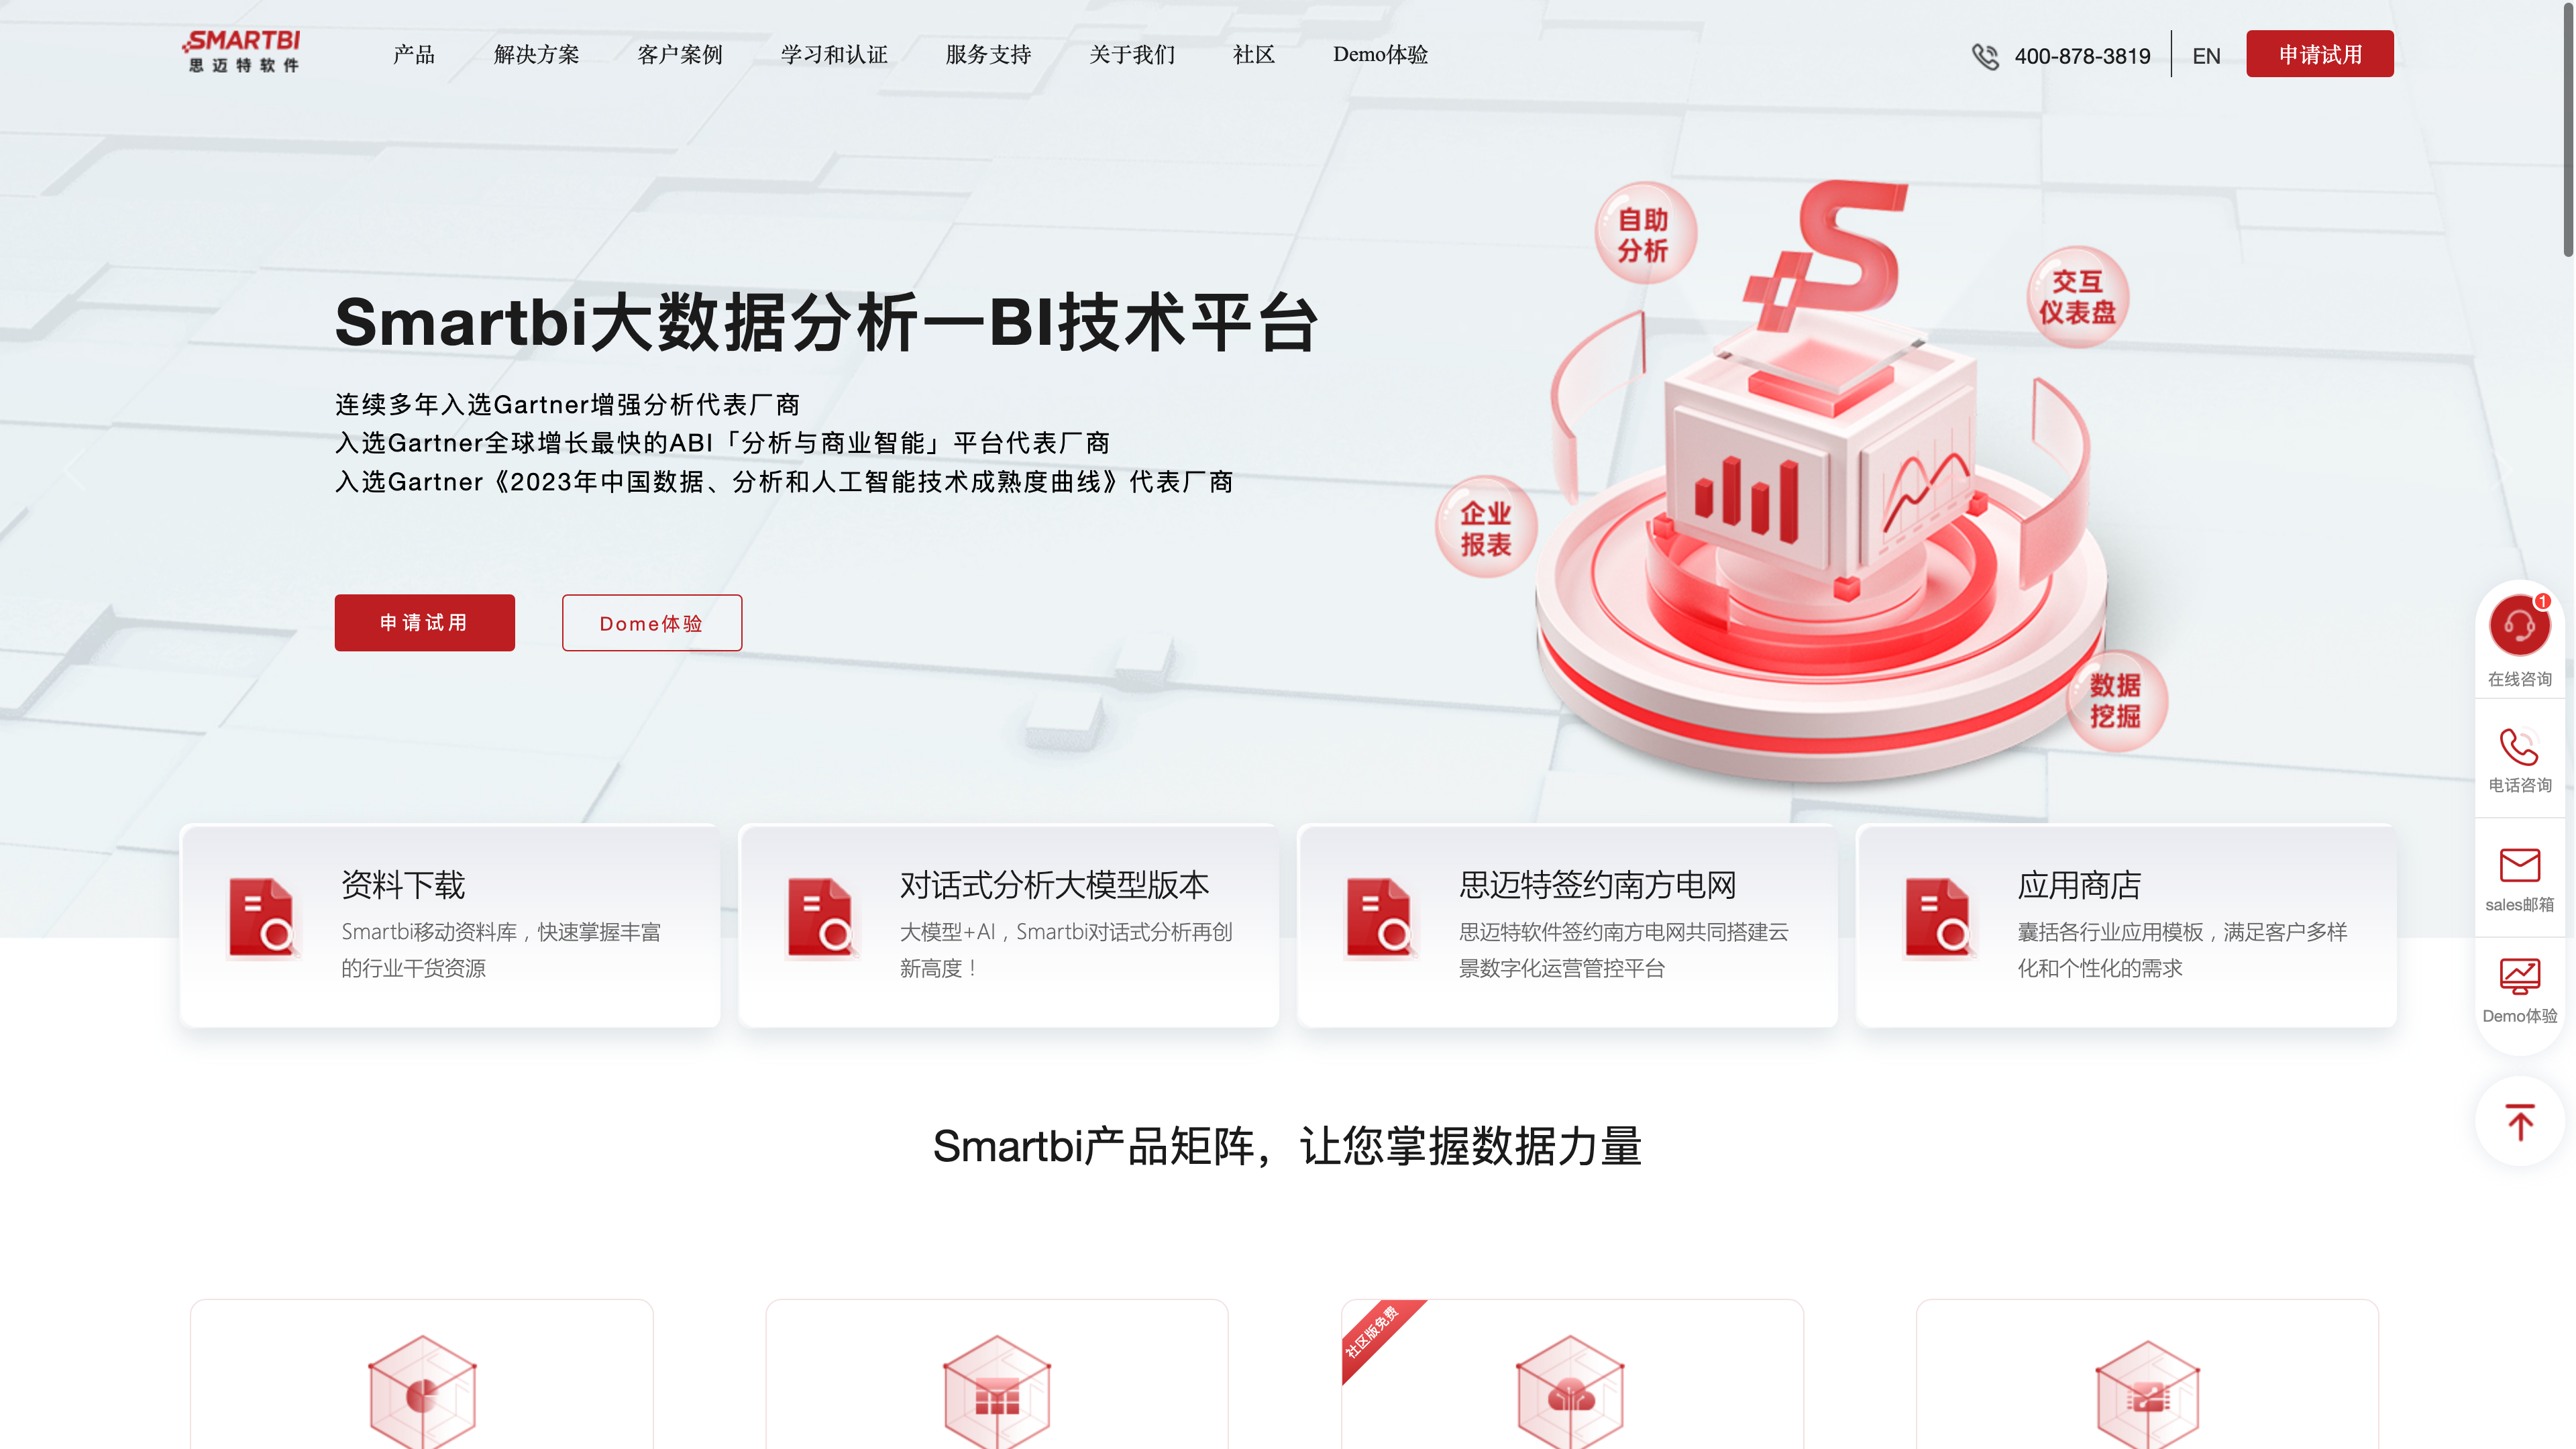 SMARTBI
思迈特软件
产品
解决方案
客户案例
学习和认证
服务支持
关于我们
社区
Demo体验
400-878-3819
EN
申请试用
Smartbi大数据分析一BI技术平台
连续多年入选Gartner增强分析代表厂商
入选Gartner全球增长最快的ABI「分析与商业智能」平台代表厂商
入选Gartner《2023年中国数据、分析和人工智能技术成熟度曲线》代表厂商
申请试用
Dome体验
自助
分析
交互
仪表盘
企业
报表
数据
挖掘
1
在线咨询
电话咨询
sales邮箱
Demo体验
资料下载
Smartbi移动资料库，快速掌握丰富
的行业干货资源
对话式分析大模型版本
大模型+AI，Smartbi对话式分析再创
新高度！
思迈特签约南方电网
思迈特软件签约南方电网共同搭建云
景数字化运营管控平台
应用商店
囊括各行业应用模板，满足客户多样
化和个性化的需求
Smartbi产品矩阵，让您掌握数据力量
社区版免费